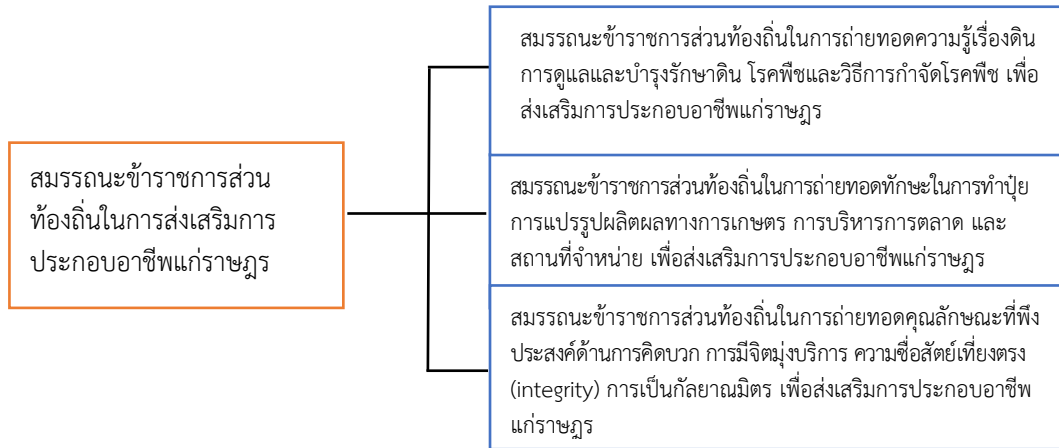 สมรรถนะข้าราชการส่วน
ท้องถิ่นในการส่งเสริมการ
ประกอบอาชีพแก่ราษฎร
สมรรถนะข้าราชการส่วนท้องถิ่นในการถ่ายทอดความรู้เรื่องดิน
การดูแลและบำรุงรักษาดิน โรคพืชและวิธีการกำจัดโรคพืช เพื่อ
ส่งเสริมการประกอบอาชีพแก่ราษฎร
สมรรถนะข้าราชการส่วนท้องถิ่นในการถ่ายทอดทักษะในการทำปุ๋ย
การแปรรูปผลิตผลทางการเกษตร การบริหารการตลาด และ
สถานที่จำหน่าย เพื่อส่งเสริมการประกอบอาชีพแก่ราษฎร
สมรรถนะข้าราชการส่วนท้องถิ่นในการถ่ายทอดคุณลักษณะที่พึง
ประสงค์ด้านการคิดบวก การมีจิตมุ่งบริการ ความซื่อสัตย์เที่ยงตรง
(integrity) การเป็นกัลยาณมิตร เพื่อส่งเสริมการประกอบอาชีพ
แก่ราษฎร